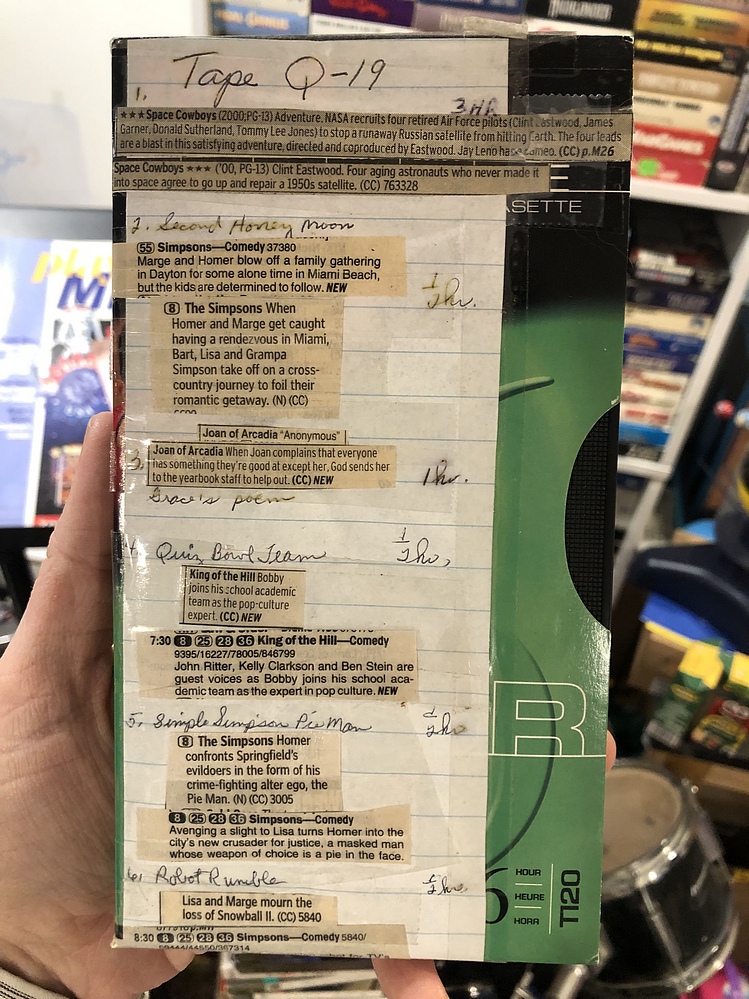 Tape Q-19
1.
3 HR
★★★Space Cowboys (2000;PG-13) Adventure. NASA recruits four retired Air Force pilots (Clint Eastwood, James
Garner, Donald Sutherland, Tommy Lee Jones) to stop a runaway Russian satellite from hitting Earth. The four leads
are a blast in this satisfying adventure, directed and coproduced by Eastwood. Jay Leno has a cameo. (CC) p.M26
Space Cowboys ★★★ ('00, PG-13) Clint Eastwood. Four aging astronauts who never made it
into space agree to go up and repair a 1950s satellite. (CC) 763328
E
ASETTE
2. Second Honey Moon
55 Simpsons—Comedy 37380
Marge and Homer blow off a family gathering
in Dayton for some alone time in Miami Beach,
but the kids are determined to follow. NEW
1/2 hr.
8 The Simpsons When
Homer and Marge get caught
having a rendezvous in Miami,
Bart, Lisa and Grampa
Simpson take off on a cross-
country journey to foil their
romantic getaway. (N) (CC)
Joan of Arcadia "Anonymous"
3.
Joan of Arcadia When Joan complains that everyone
has something they're good at except her, God sends her
to the yearbook staff to help out. (CC) NEW
1 hr.
Grace's poem
4. Quiz Bowl Team
1/2 hr,
King of the Hill Bobby
joins his school academic
team as the pop-culture
expert. (CC) NEW
7:30 8 25 28 36 King of the Hill—Comedy
9395/16227/78005/846799
John Ritter, Kelly Clarkson and Ben Stein are
guest voices as Bobby joins his school aca-
demic team as the expert in pop culture. NEW
R
5. Simple Simpson Pie Man
1/2 hr
8 The Simpsons Homer
confronts Springfield's
evildoers in the form of his
crime-fighting alter ego, the
Pie Man. (N) (CC) 3005
8 25 28 36 Simpsons—Comedy
Avenging a slight to Lisa turns Homer into the
city's new crusader for justice, a masked man
whose weapon of choice is a pie in the face.
6. Robot Rumble
1/2 hr.
Lisa and Marge mourn the
loss of Snowball II. (CC) 5840
8:30 8 25 28 36 Simpsons—Comedy 5840/
6
HOUR
HEURE
HORR
T120